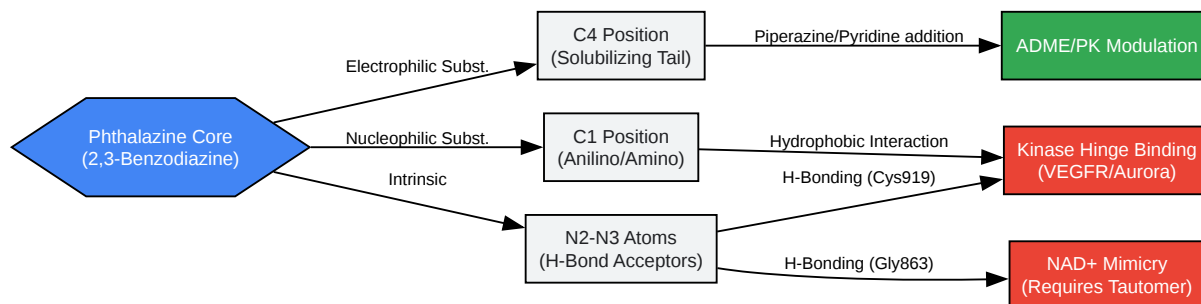 C4 Position
(Solubilizing Tail)
Piperazine/Pyridine addition
ADME/PK Modulation
Electrophilic Subst.
Phthalazine Core
(2,3-Benzodiazine)
Nucleophilic Subst.
C1 Position
(Anilino/Amino)
Hydrophobic Interaction
Kinase Hinge Binding
(VEGFR/Aurora)
Intrinsic
H-Bonding (Cys919)
N2-N3 Atoms
(H-Bond Acceptors)
H-Bonding (Gly863)
NAD+ Mimicry
(Requires Tautomer)